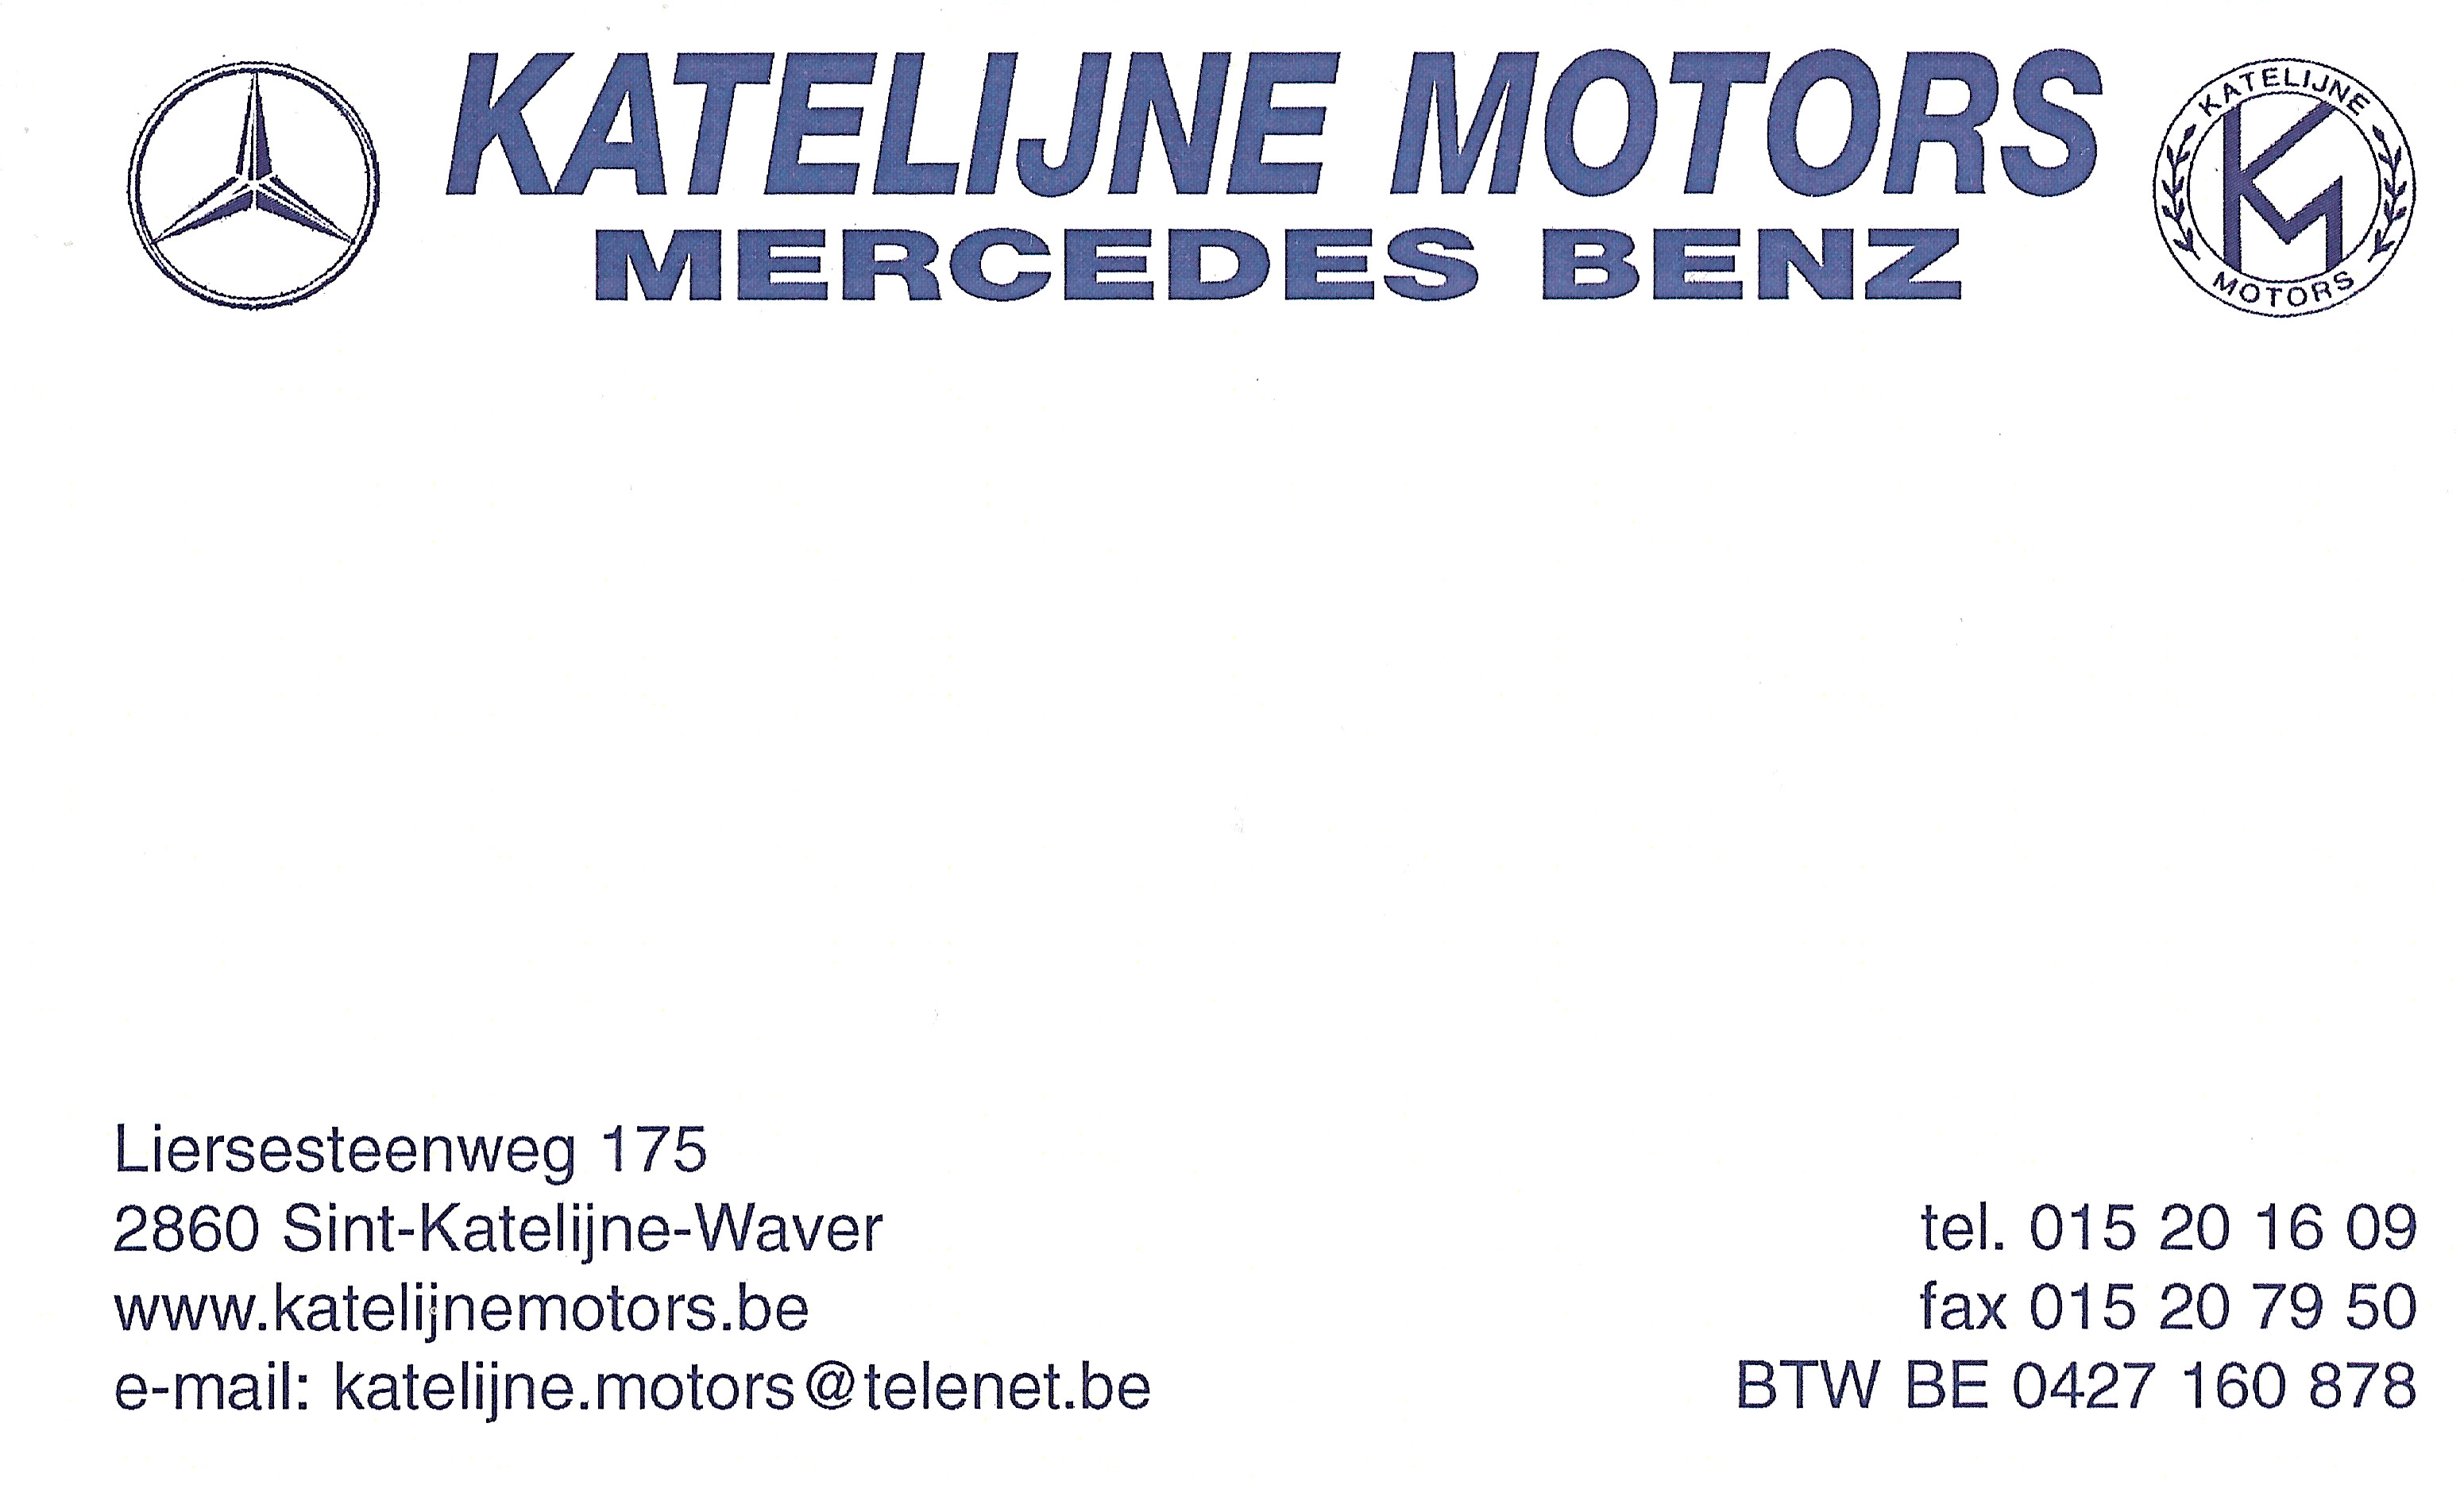 KATELIJNE MOTORS
MERCEDES BENZ
KATELIJNE
KM
MOTORS
Liersesteenweg 175
2860 Sint-Katelijne-Waver
www.katelijnemotors.be
e-mail: katelijne.motors@telenet.be
tel. 015 20 16 09
fax 015 20 79 50
BTW BE 0427 160 878